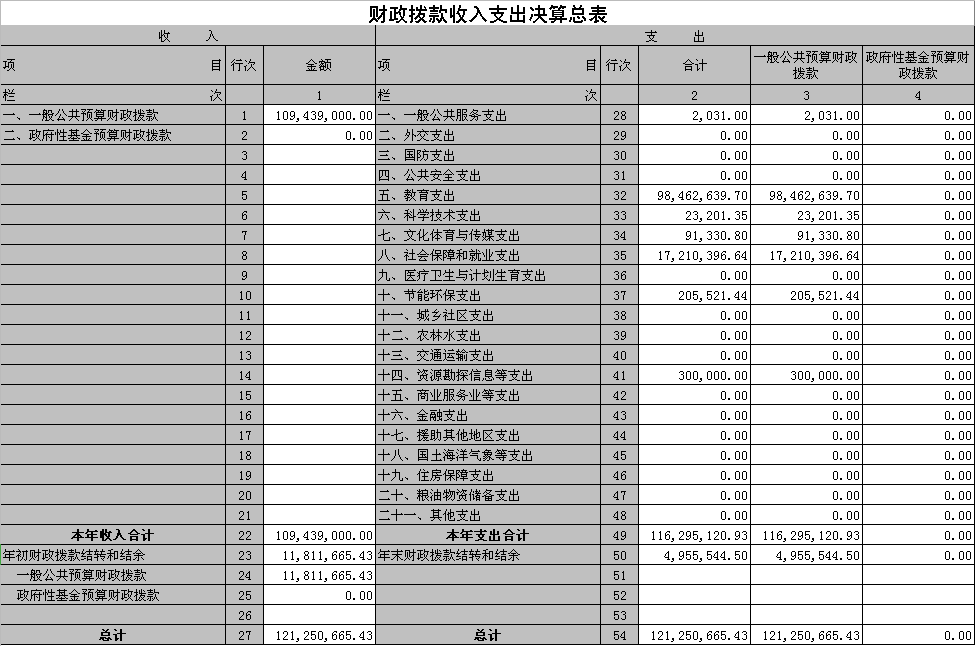 财政拨款收入支出决算总表
收 入 支 出
项 目 行次 金额 项 目 行次 合计 一般公共预算财政拨款 政府性基金预算财政拨款
栏 次 1 栏 次 2 3 4
一、一般公共预算财政拨款 1 109,439,000.00 一、一般公共服务支出 28 2,031.00 2,031.00 0.00
二、政府性基金预算财政拨款 2 0.00 二、外交支出 29 0.00 0.00 0.00
3 三、国防支出 30 0.00 0.00 0.00
4 四、公共安全支出 31 0.00 0.00 0.00
5 五、教育支出 32 98,462,639.70 98,462,639.70 0.00
6 六、科学技术支出 33 23,201.35 23,201.35 0.00
7 七、文化体育与传媒支出 34 91,330.80 91,330.80 0.00
8 八、社会保障和就业支出 35 17,210,396.64 17,210,396.64 0.00
9 九、医疗卫生与计划生育支出 36 0.00 0.00 0.00
10 十、节能环保支出 37 205,521.44 205,521.44 0.00
11 十一、城乡社区支出 38 0.00 0.00 0.00
12 十二、农林水支出 39 0.00 0.00 0.00
13 十三、交通运输支出 40 0.00 0.00 0.00
14 十四、资源勘探信息等支出 41 300,000.00 300,000.00 0.00
15 十五、商业服务业等支出 42 0.00 0.00 0.00
16 十六、金融支出 43 0.00 0.00 0.00
17 十七、援助其他地区支出 44 0.00 0.00 0.00
18 十八、国土海洋气象等支出 45 0.00 0.00 0.00
19 十九、住房保障支出 46 0.00 0.00 0.00
20 二十、粮油物资储备支出 47 0.00 0.00 0.00
21 二十一、其他支出 48 0.00 0.00 0.00
本年收入合计 22 109,439,000.00 本年支出合计 49 116,295,120.93 116,295,120.93 0.00
年初财政拨款结转和结余 23 11,811,665.43 年末财政拨款结转和结余 50 4,955,544.50 4,955,544.50 0.00
一般公共预算财政拨款 24 11,811,665.43 51
政府性基金预算财政拨款 25 0.00 52
26 53
总计 27 121,250,665.43 总计 54 121,250,665.43 121,250,665.43 0.00